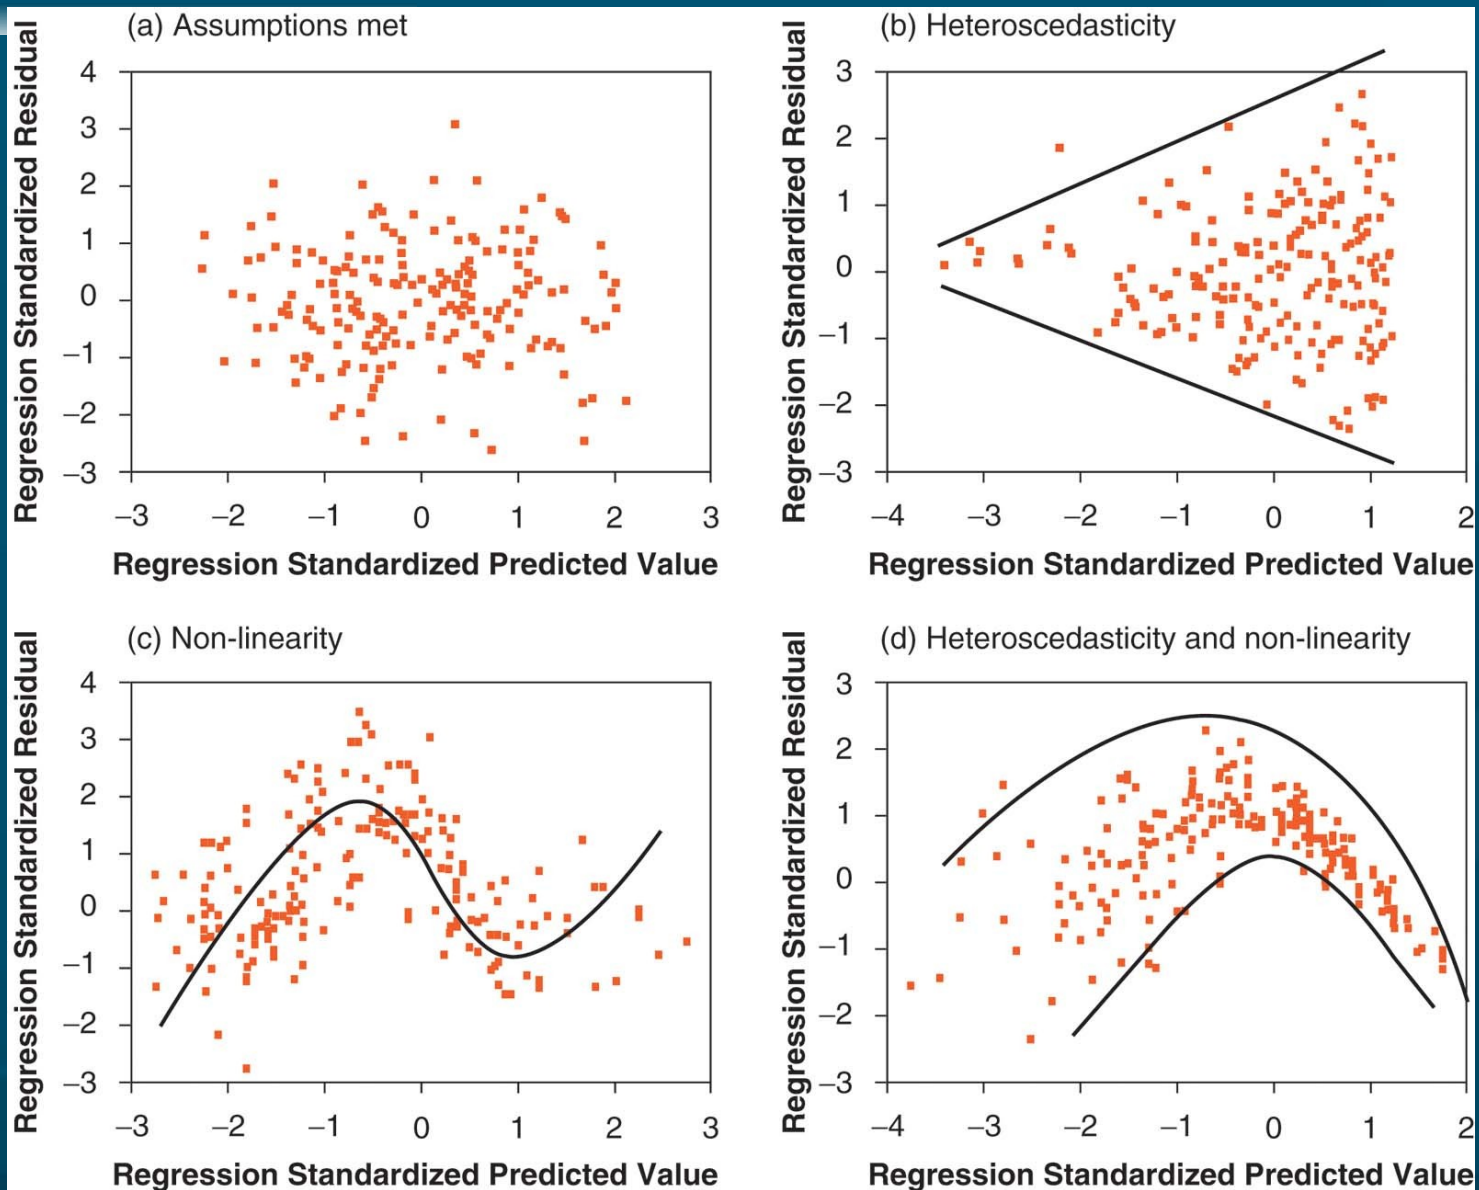 (a) Assumptions met
Regression Standardized Residual
4
3
2
1
0
−1
−2
−3
−3 −2 −1 0 1 2 3
Regression Standardized Predicted Value
(b) Heteroscedasticity
Regression Standardized Residual
3
2
1
0
−1
−2
−3
−4 −3 −2 −1 0 1 2
Regression Standardized Predicted Value
(c) Non-linearity
Regression Standardized Residual
4
3
2
1
0
−1
−2
−3
−3 −2 −1 0 1 2 3
Regression Standardized Predicted Value
(d) Heteroscedasticity and non-linearity
Regression Standardized Residual
3
2
1
0
−1
−2
−3
−4 −3 −2 −1 0 1 2
Regression Standardized Predicted Value